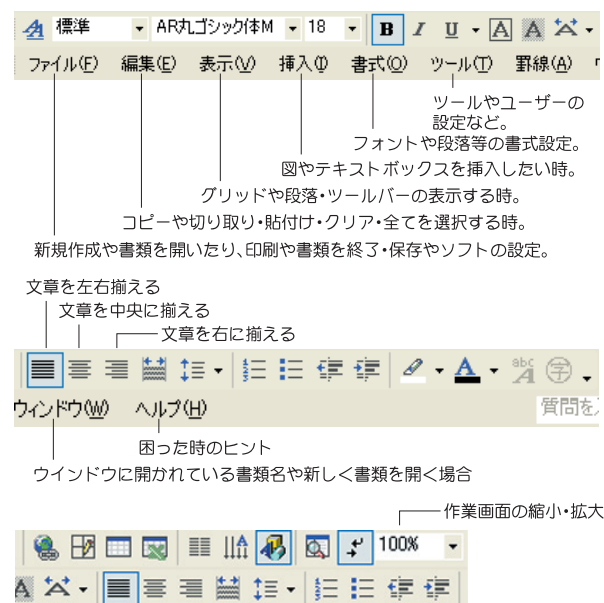 標準 AR丸ゴシック体M 18 B I U A A
ファイル(F) 編集(E) 表示(V) 挿入(I) 書式(O) ツール(T) 罫線(A)
ツールやユーザーの
設定など。
フォントや段落等の書式設定。
図やテキストボックスを挿入したい時。
グリッドや段落・ツールバーの表示する時。
コピーや切り取り・貼付け・クリア・全てを選択する時。
新規作成や書類を開いたり、印刷や書類を終了・保存やソフトの設定。
文章を左右揃える
文章を中央に揃える
文章を右に揃える
A abc A 字
ウィンドウ(W) ヘルプ(H) 質問を
困った時のヒント
ウインドウに開かれている書類名や新しく書類を開く場合
作業画面の縮小・拡大
100%
A